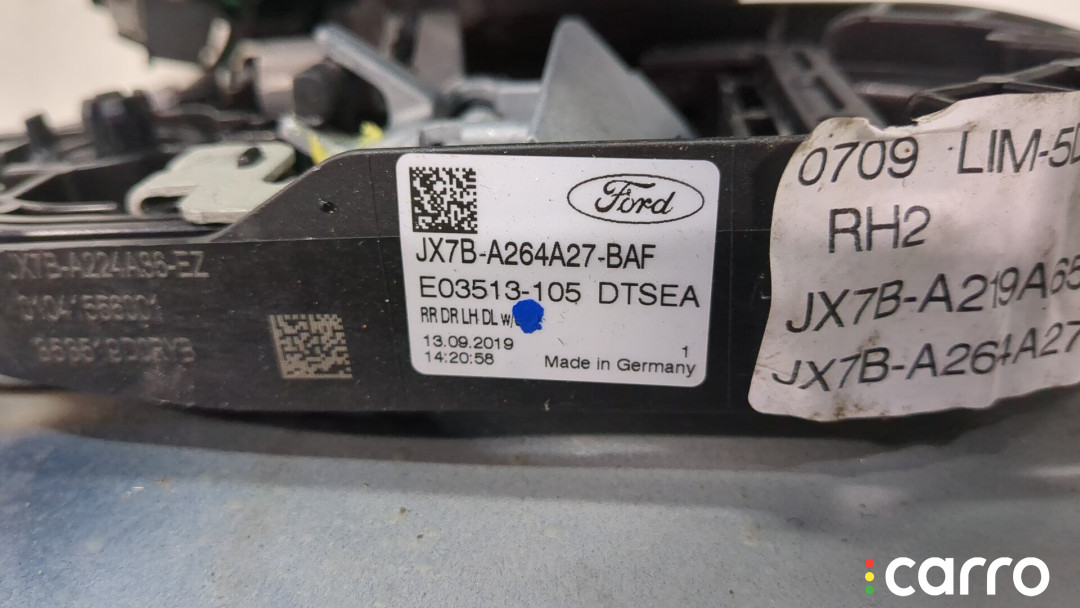 Ford
JX7B-A264A27-BAF
E03513-105 DTSEA
RR DR LH DL w/
13.09.2019
14:20:58
1
Made in Germany
0709 LIM-5
RH2
JX7B-A219A65
JX7B-A264A27
JX7B-A224A36-EZ
carro